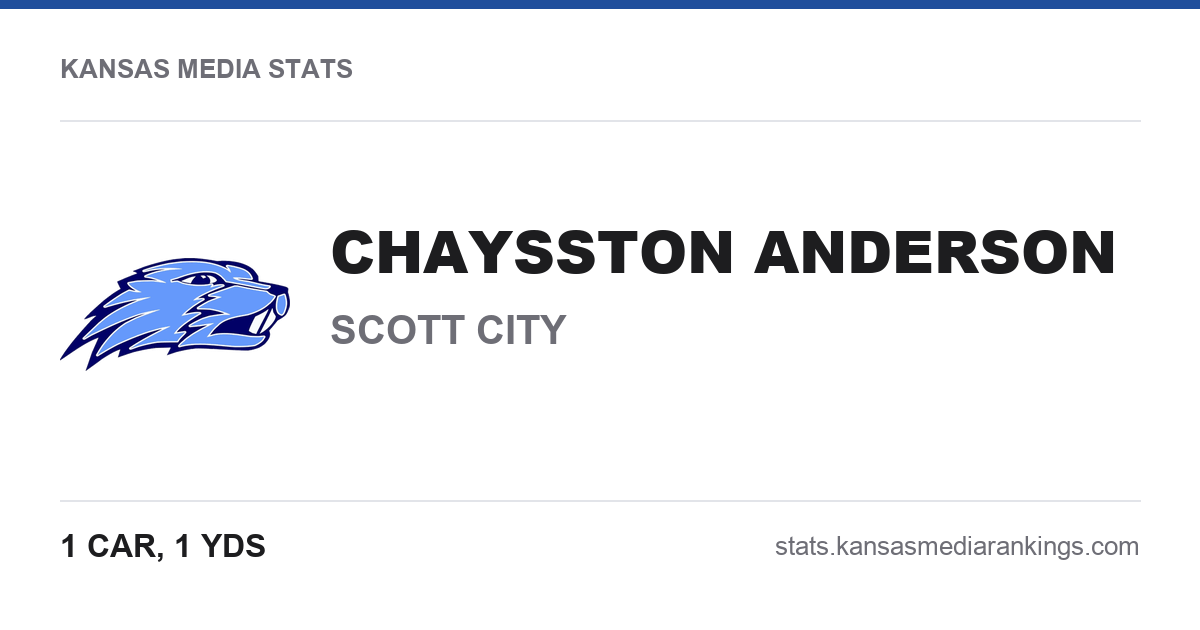 KANSAS MEDIA STATS
CHAYSSTON ANDERSON
SCOTT CITY
1 CAR, 1 YDS
stats.kansasmediarankings.com